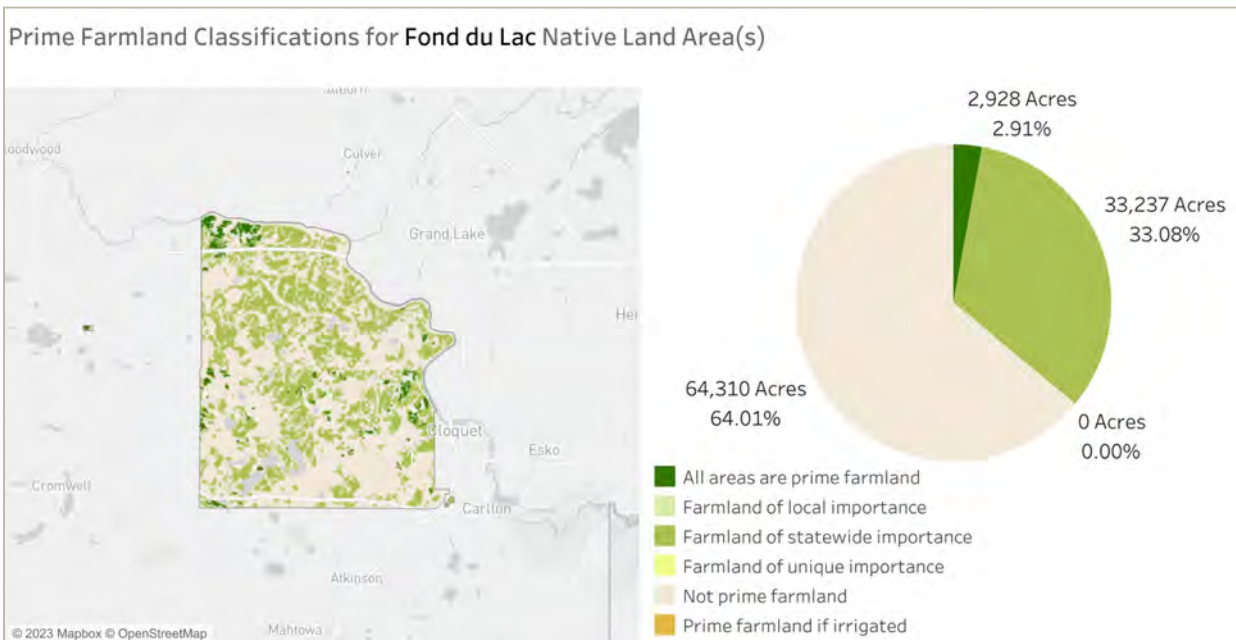 Prime Farmland Classifications for Fond du Lac Native Land Area(s)
Culver
Grand Lake
Cloquet
Esko
Cromwell
Carlton
Atkinson
Mahtowa
© 2023 Mapbox © OpenStreetMap
2,928 Acres
2.91%
33,237 Acres
33.08%
64,310 Acres
64.01%
0 Acres
0.00%
All areas are prime farmland
Farmland of local importance
Farmland of statewide importance
Farmland of unique importance
Not prime farmland
Prime farmland if irrigated